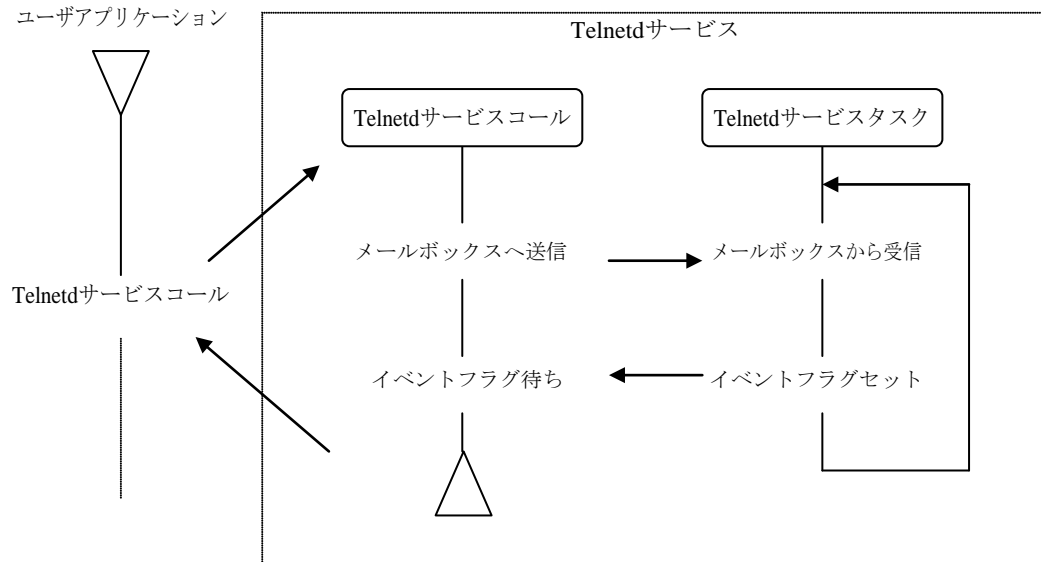 ユーザアプリケーション
Telnetdサービス
Telnetdサービスコール
Telnetdサービスタスク
メールボックスへ送信
メールボックスから受信
Telnetdサービスコール
イベントフラグ待ち
イベントフラグセット